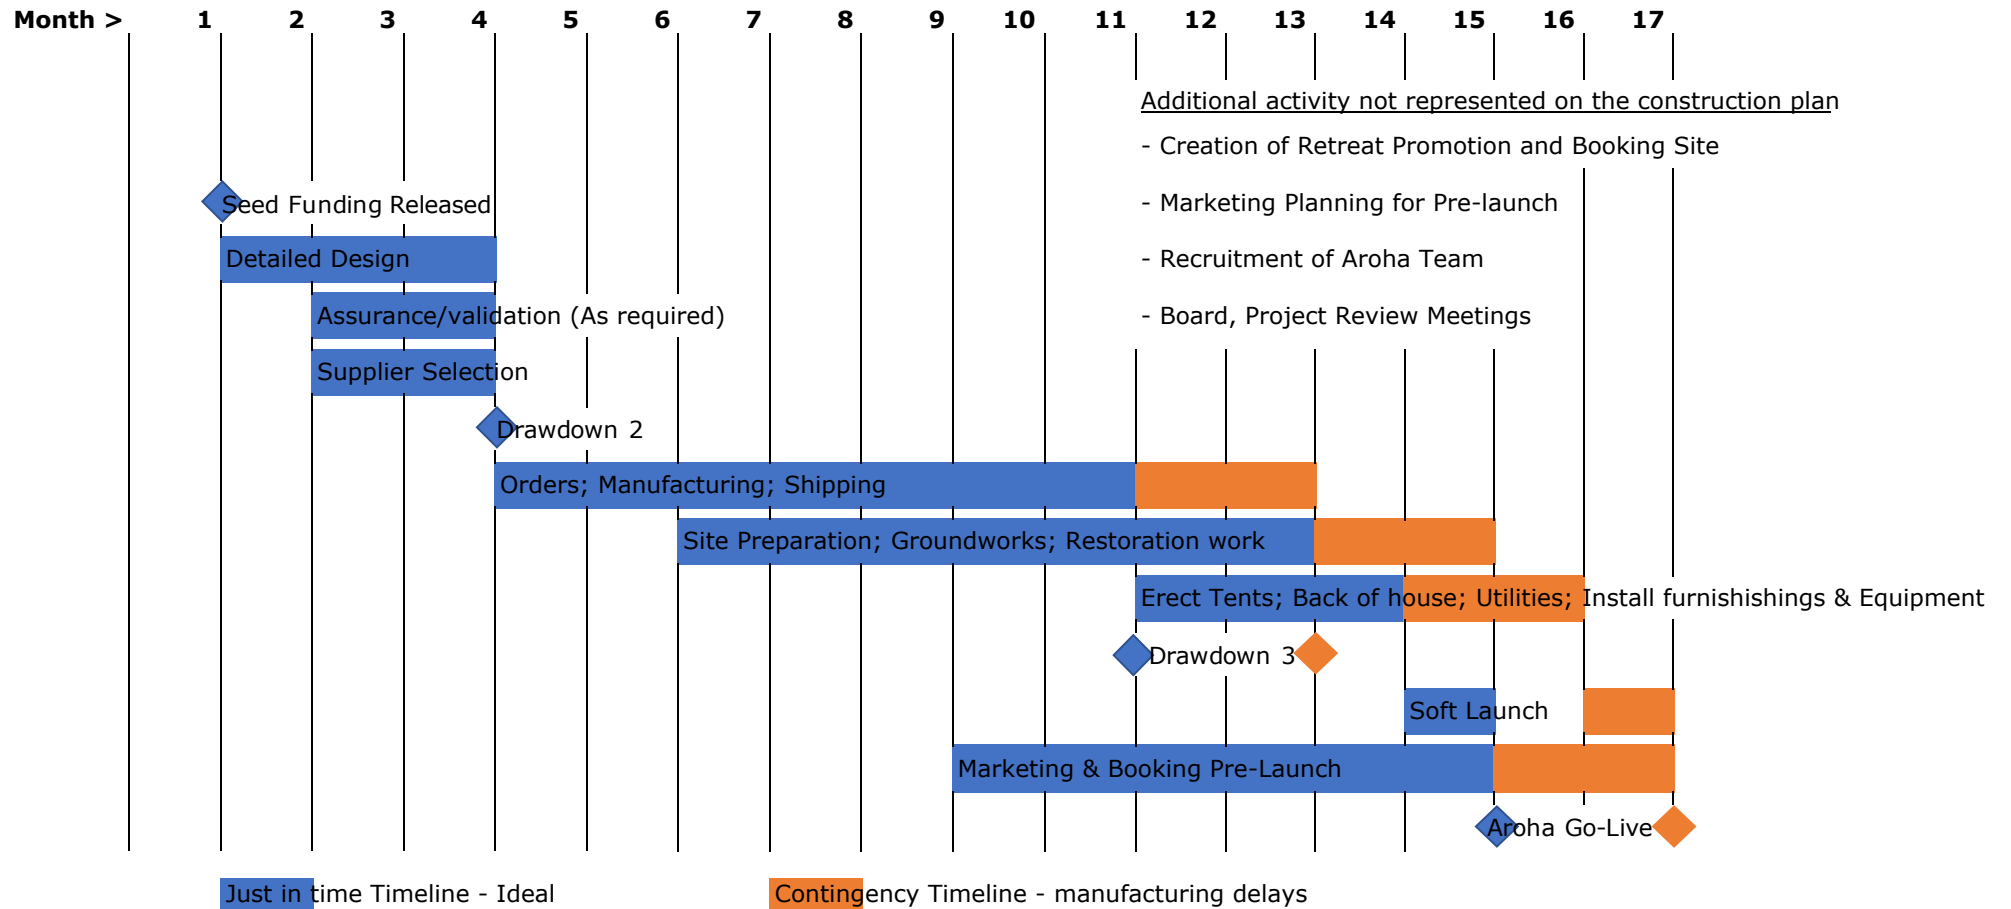 Month > 1 2 3 4 5 6 7 8 9 10 11 12 13 14 15 16 17
Additional activity not represented on the construction plan
- Creation of Retreat Promotion and Booking Site
- Marketing Planning for Pre-launch
- Recruitment of Aroha Team
- Board, Project Review Meetings
Seed Funding Released
Detailed Design
Assurance/validation (As required)
Supplier Selection
Drawdown 2
Orders; Manufacturing; Shipping
Site Preparation; Groundworks; Restoration work
Erect Tents; Back of house; Utilities; Install furnishishings & Equipment
Drawdown 3
Soft Launch
Marketing & Booking Pre-Launch
Aroha Go-Live
Just in time Timeline - Ideal
Contingency Timeline - manufacturing delays